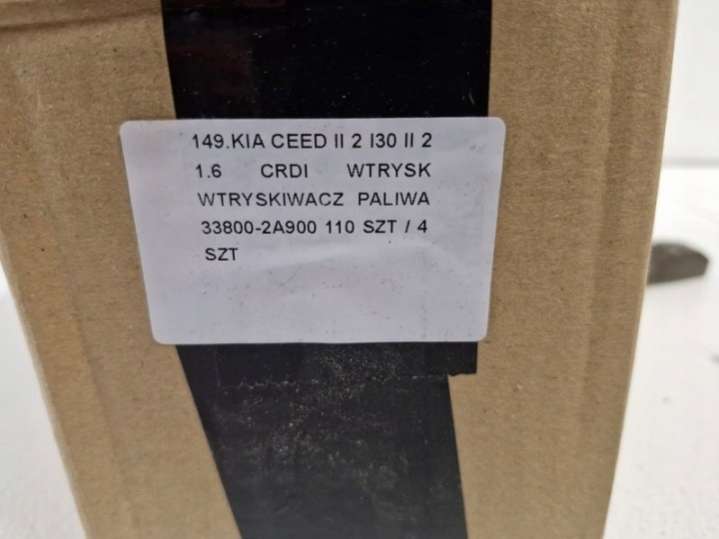 149.KIA CEED II 2 I30 II 2
1.6 CRDI WTRYSK
WTRYSKIWACZ PALIWA
33800-2A900 110 SZT / 4
SZT